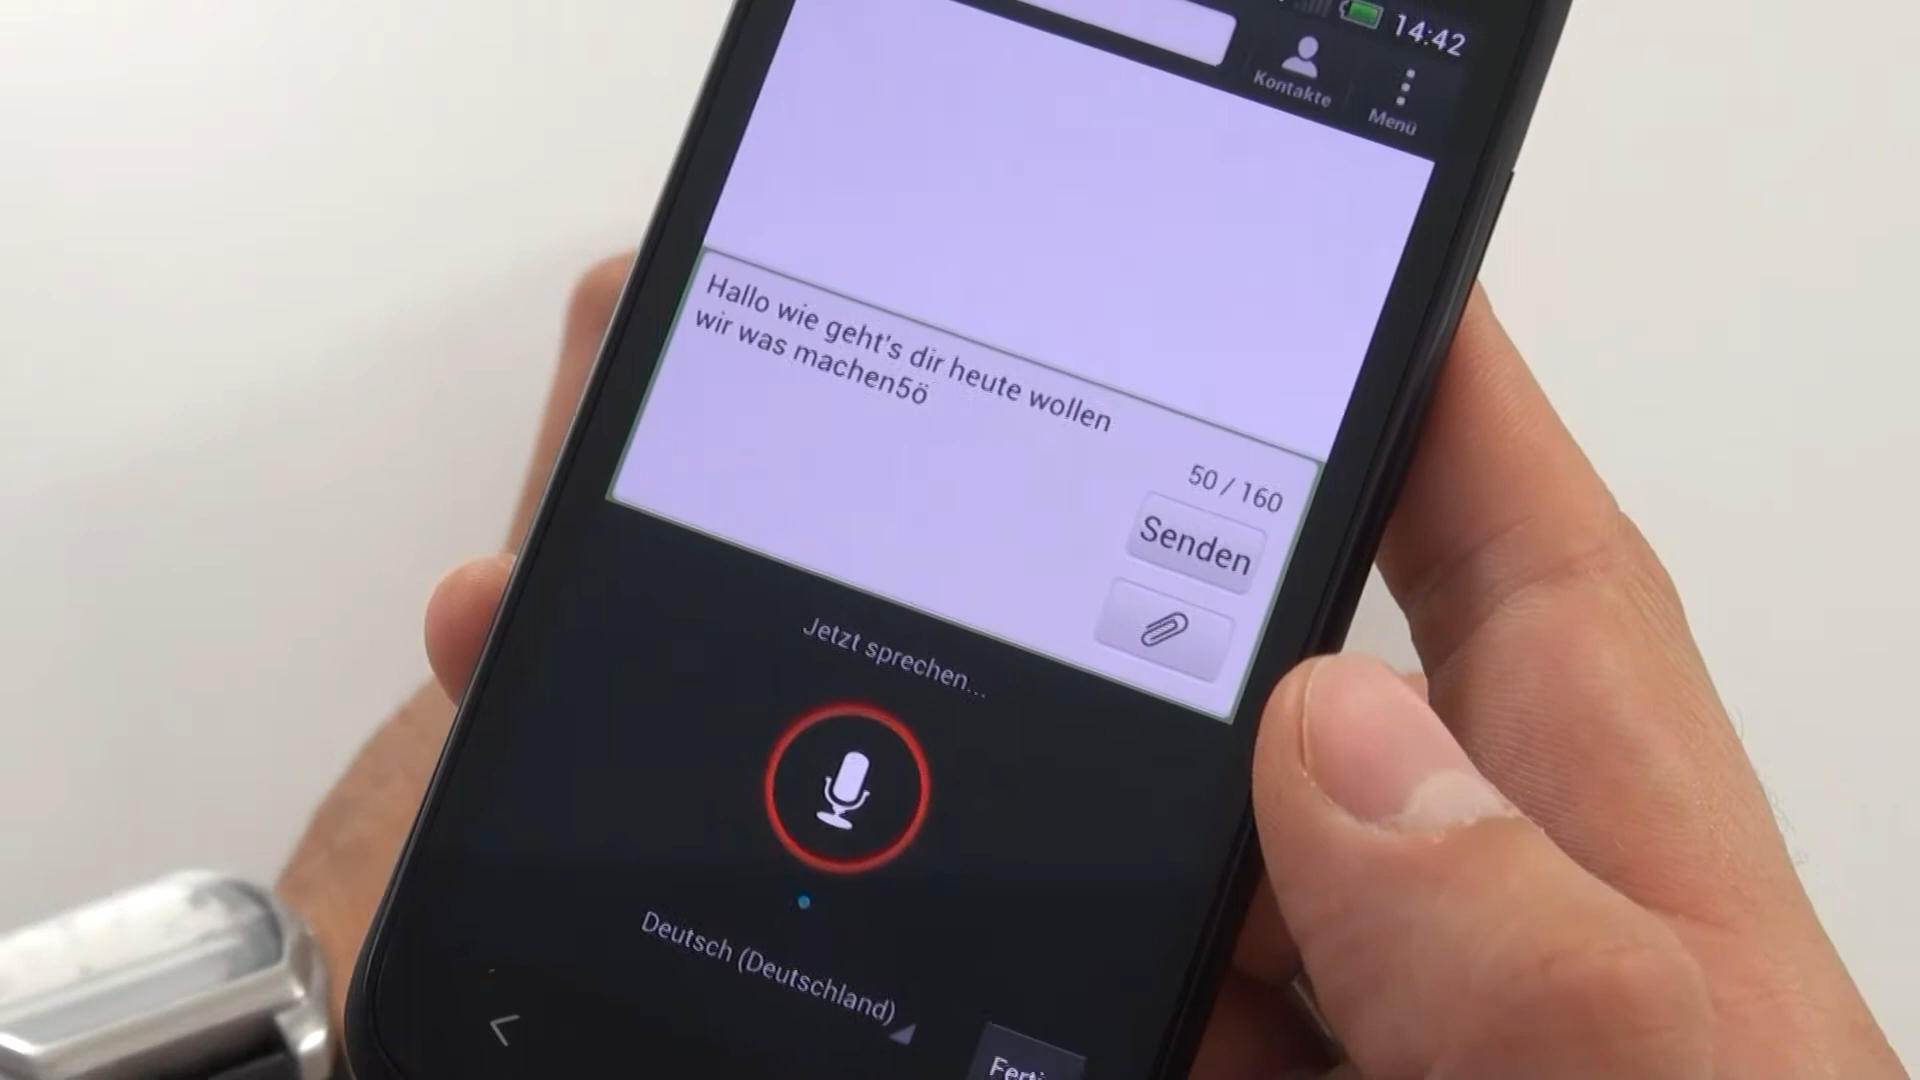 14:42
Kontakte
Menü
Hallo wie geht's dir heute wollen
wir was machen5ö
50 / 160
Senden
Jetzt sprechen...
Deutsch (Deutschland)